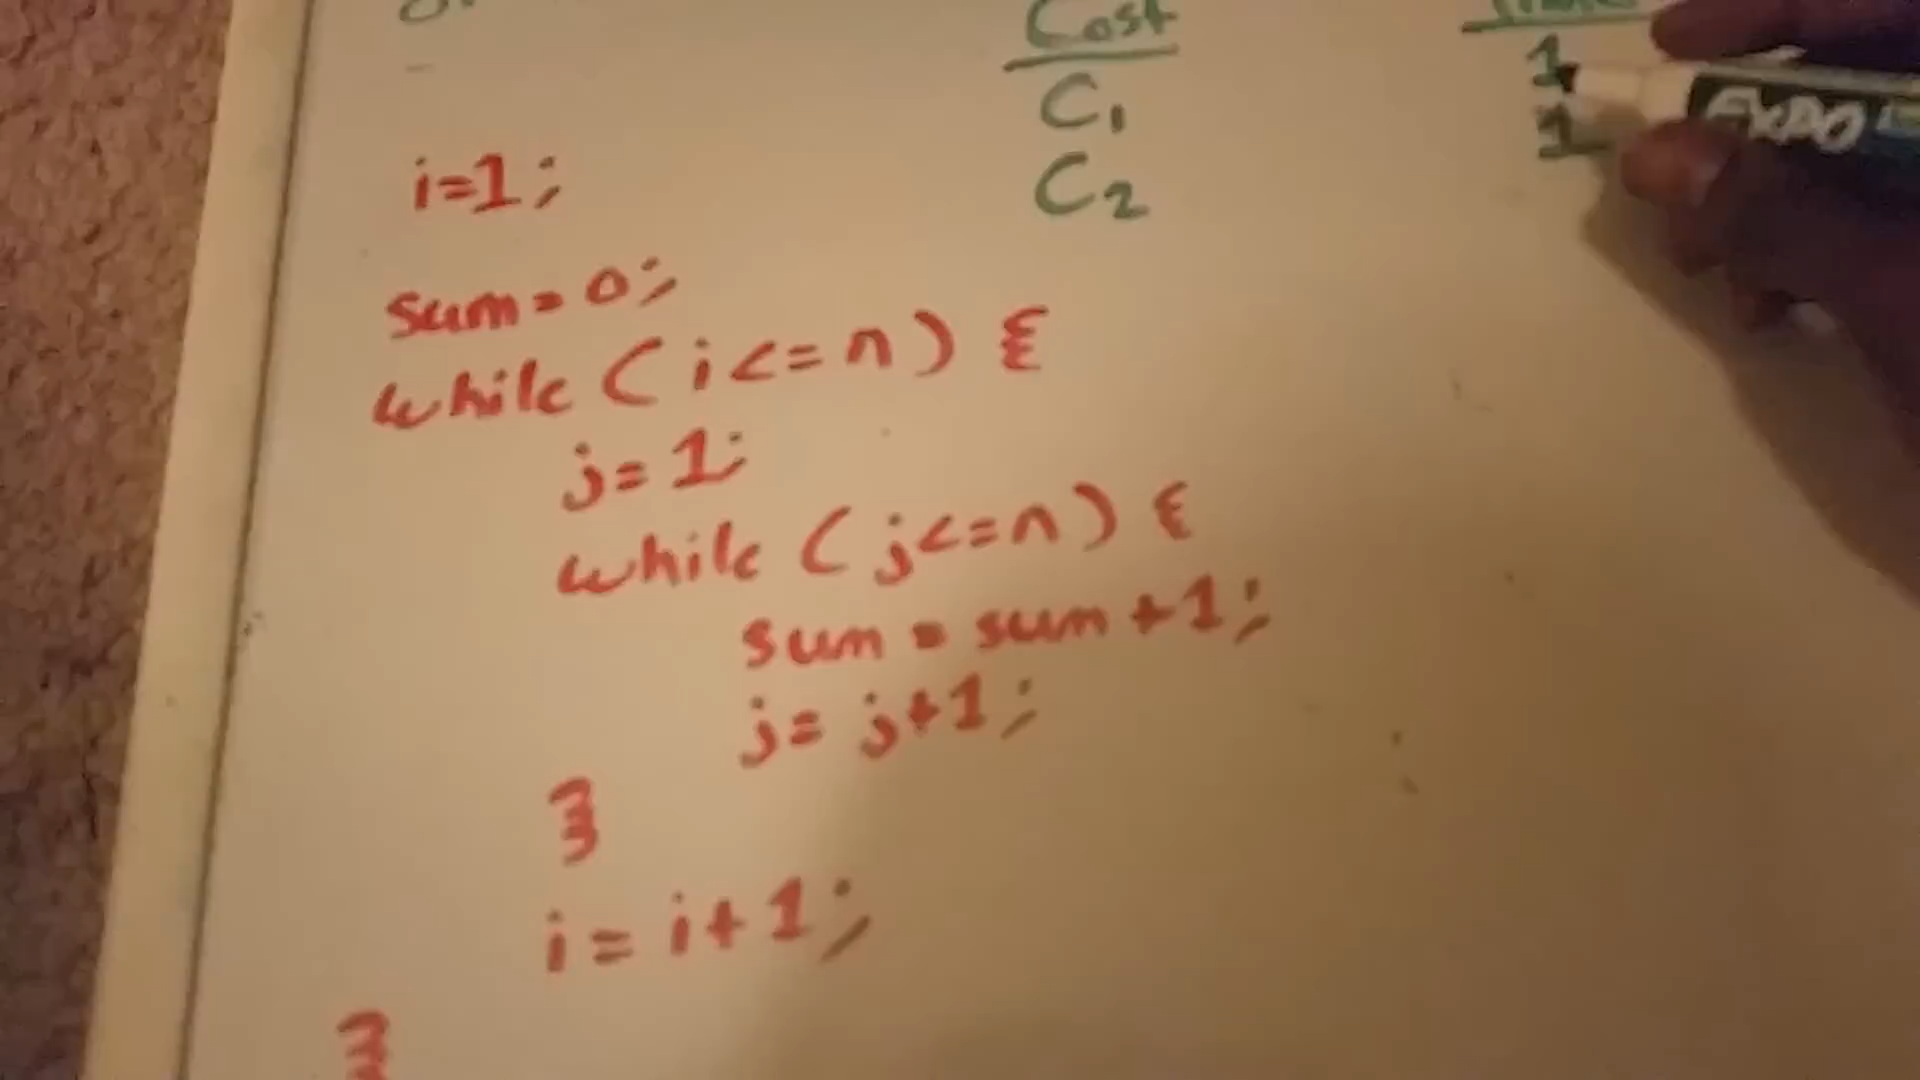 Cost
C1 1
C2 1
EXPO
i=1;
sum=0;
while (i<=n) {
j=1;
while (j<=n) {
sum = sum +1;
j= j+1;
}
i = i+1;
}